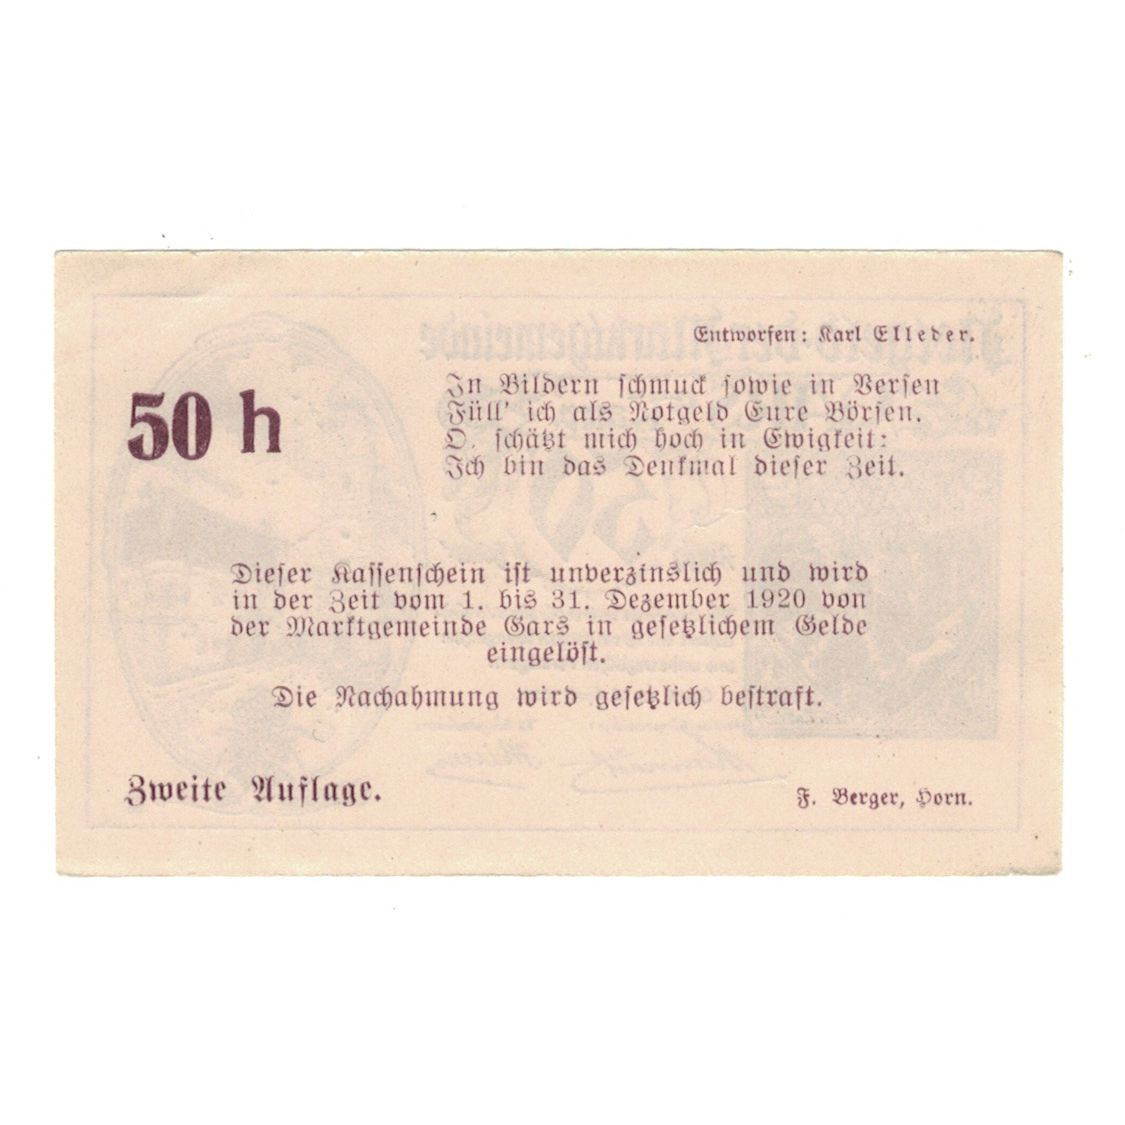 Entworfen: Karl Elleder.
50 h
In Bildern schmuck sowie in Versen
Füll' ich als Notgeld Eure Börsen.
O, schätzt mich hoch in Ewigkeit:
Ich bin das Denkmal dieser Zeit.
Dieser Kassenschein ist unverzinslich und wird
in der Zeit vom 1. bis 31. Dezember 1920 von
der Marktgemeinde Gars in gesetzlichem Gelde
eingelöst.
Die Nachahmung wird gesetzlich bestraft.
Zweite Auflage.
F. Berger, Horn.